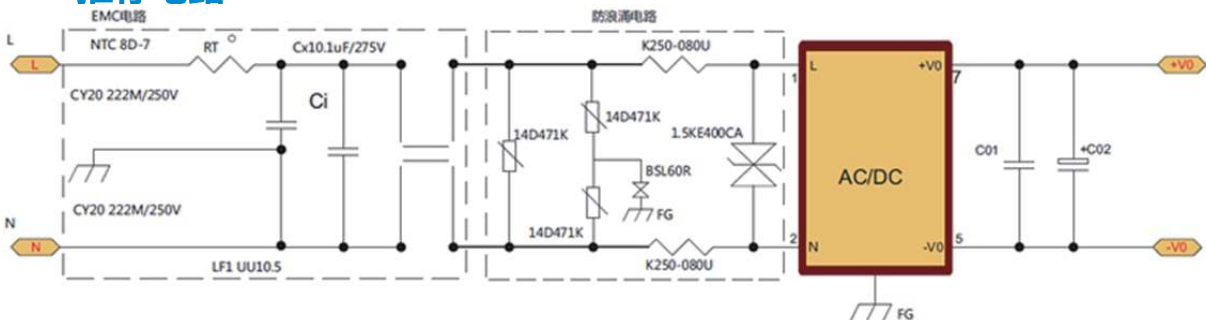 EMC电路
防浪涌电路
L
NTC 8D-7
RT
Cx10.1uF/275V
K250-080U
L
CY20 222M/250V
Ci
14D471K
14D471K
1.5KE400CA
BSL60R
FG
CY20 222M/250V
N
N
14D471K
LF1 UU10.5
K250-080U
1
L
+V0
7
AC/DC
2
N
-V0
5
FG
C01
+C02
+V0
-V0